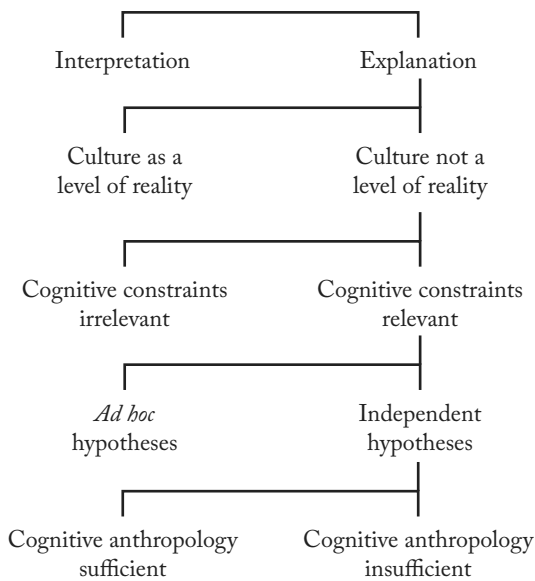 Interpretation Explanation
Culture as a Culture not a
level of reality level of reality
Cognitive constraints Cognitive constraints
irrelevant relevant
Ad hoc Independent
hypotheses hypotheses
Cognitive anthropology Cognitive anthropology
sufficient insufficient